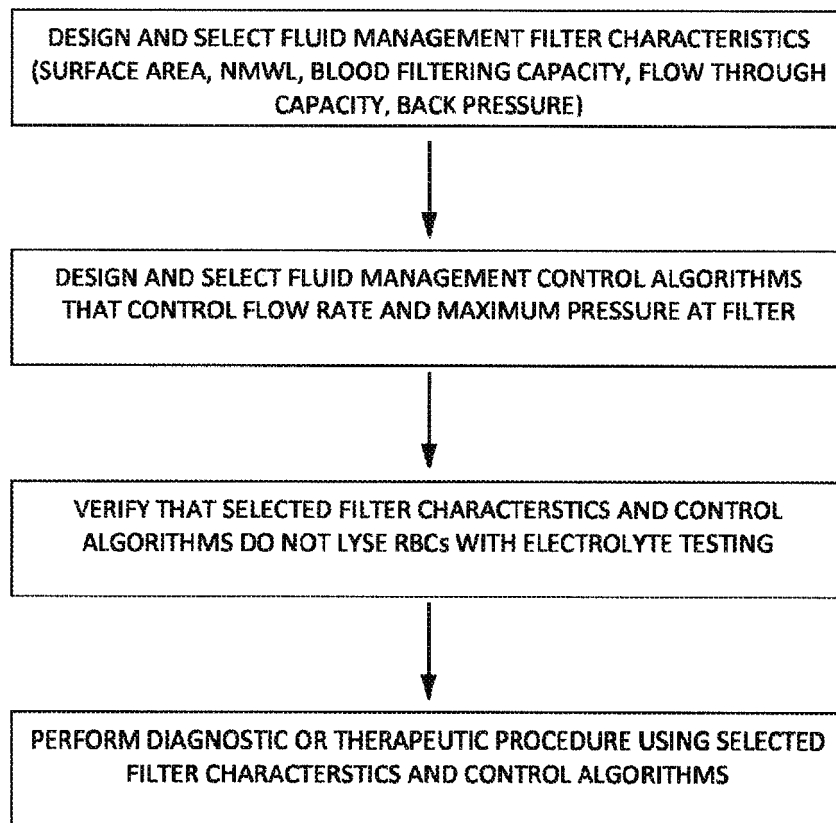 DESIGN AND SELECT FLUID MANAGEMENT FILTER CHARACTERISTICS
(SURFACE AREA, NMWL, BLOOD FILTERING CAPACITY, FLOW THROUGH
CAPACITY, BACK PRESSURE)
DESIGN AND SELECT FLUID MANAGEMENT CONTROL ALGORITHMS
THAT CONTROL FLOW RATE AND MAXIMUM PRESSURE AT FILTER
VERIFY THAT SELECTED FILTER CHARACTERSTICS AND CONTROL
ALGORITHMS DO NOT LYSE RBCs WITH ELECTROLYTE TESTING
PERFORM DIAGNOSTIC OR THERAPEUTIC PROCEDURE USING SELECTED
FILTER CHARACTERSTICS AND CONTROL ALGORITHMS